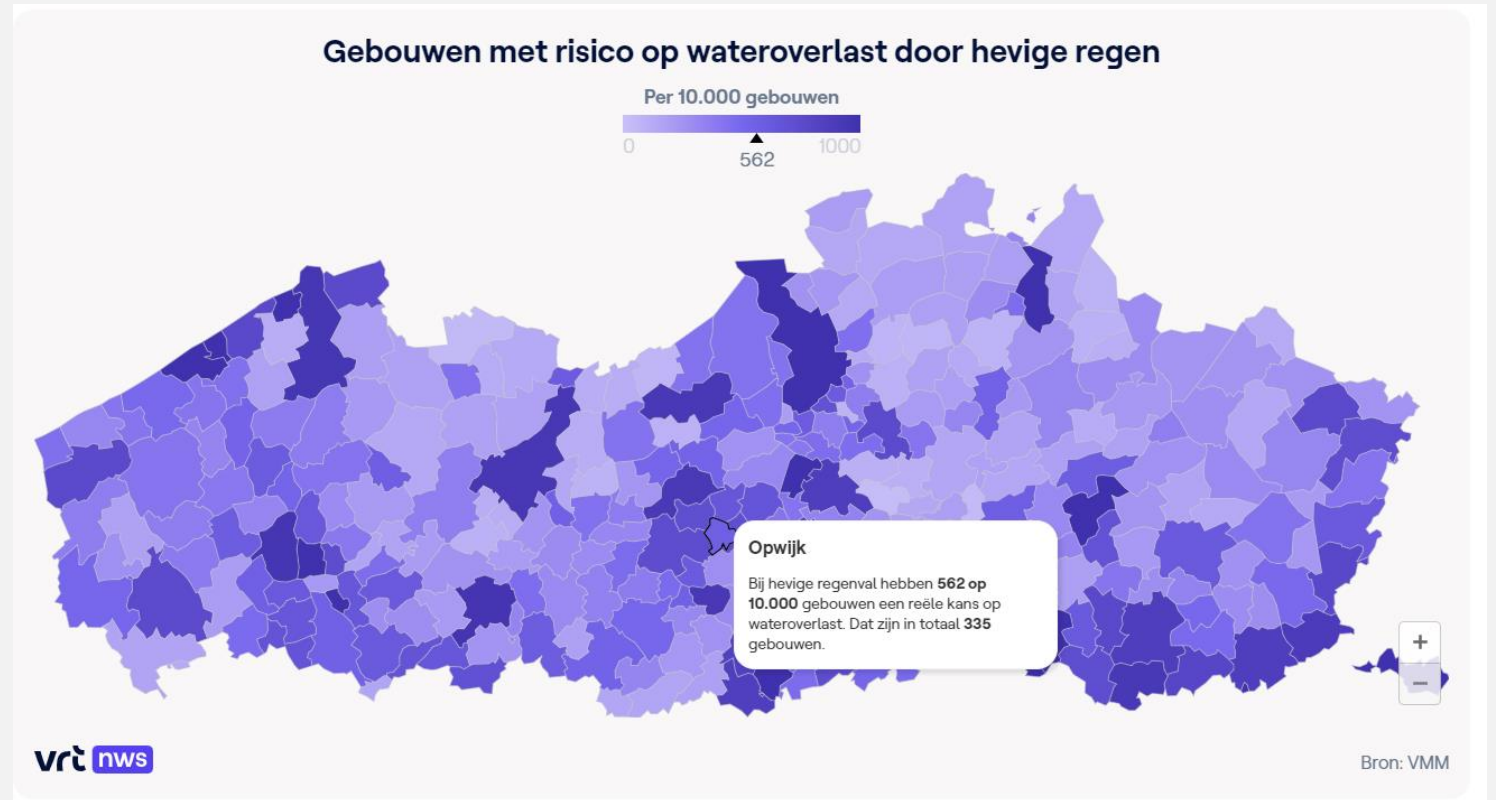 Gebouwen met risico op wateroverlast door hevige regen
Per 10.000 gebouwen
0 1000
562
Opwijk
Bij hevige regenval hebben 562 op
10.000 gebouwen een reële kans op
wateroverlast. Dat zijn in totaal 335
gebouwen.
+
−
vrt nws
Bron: VMM